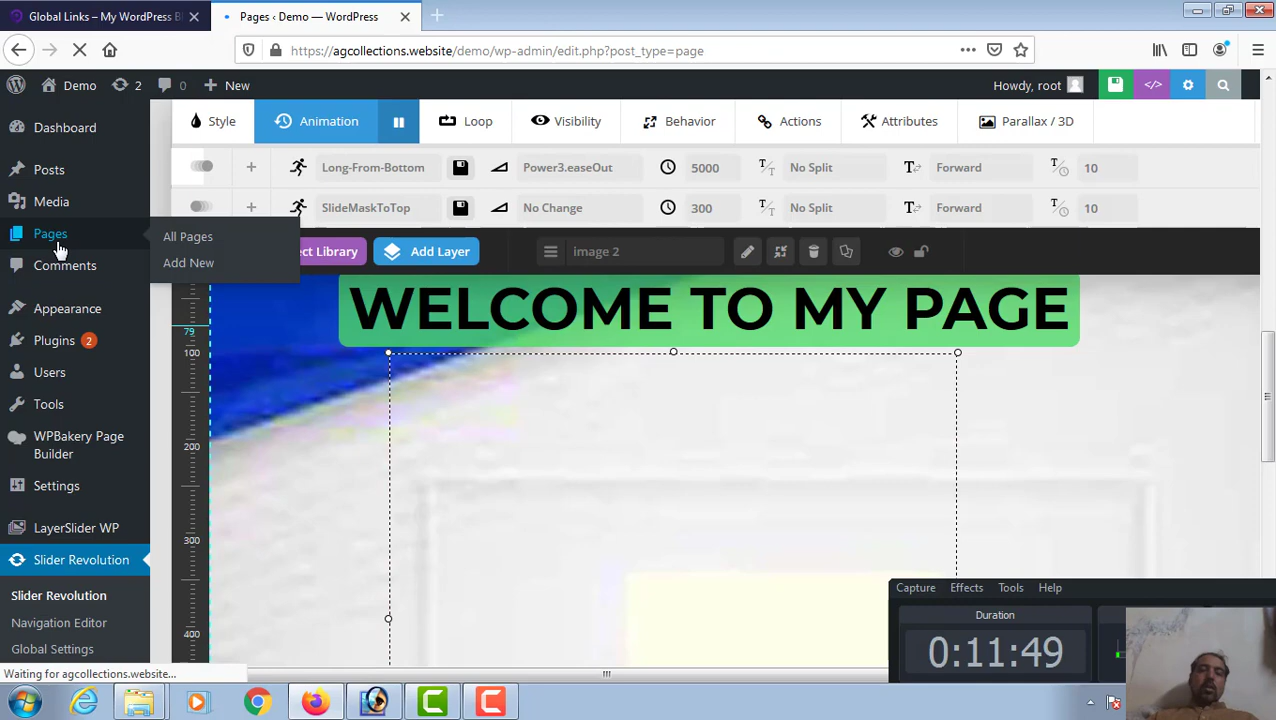 Global Links – My WordPress Bl
Pages ‹ Demo — WordPress
https://agcollections.website/demo/wp-admin/edit.php?post_type=page
Demo
2
0
New
Howdy, root
Dashboard
Posts
Media
Pages
All Pages
Add New
Comments
Appearance
Plugins 2
Users
Tools
WPBakery Page
Builder
Settings
LayerSlider WP
Slider Revolution
Slider Revolution
Navigation Editor
Global Settings
Waiting for agcollections.website...
Style
Animation
Loop
Visibility
Behavior
Actions
Attributes
Parallax / 3D
Long-From-Bottom
Power3.easeOut
5000
No Split
Forward
10
SlideMaskToTop
No Change
300
No Split
Forward
10
ect Library
Add Layer
image 2
WELCOME TO MY PAGE
79
100
200
300
400
Capture
Effects
Tools
Help
Duration
0:11:49